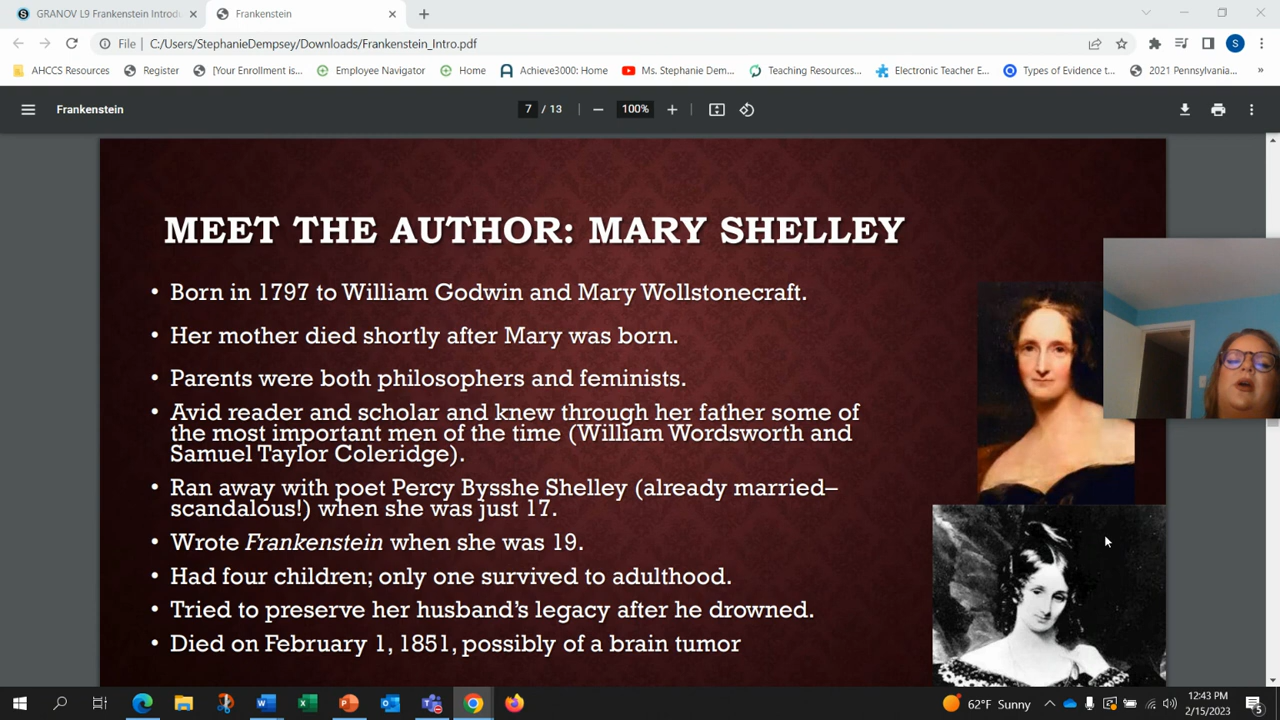 GRANOV L9 Frankenstein Introdu
Frankenstein
File
C:/Users/StephanieDempsey/Downloads/Frankenstein_Intro.pdf
S
AHCCS Resources
Register
[Your Enrollment is...
Employee Navigator
Home
Achieve3000: Home
Ms. Stephanie Dem...
Teaching Resources...
Electronic Teacher E...
Types of Evidence t...
2021 Pennsylvania...
»
Frankenstein
7 / 13
100%
MEET THE AUTHOR: MARY SHELLEY
• Born in 1797 to William Godwin and Mary Wollstonecraft.
• Her mother died shortly after Mary was born.
• Parents were both philosophers and feminists.
• Avid reader and scholar and knew through her father some of
the most important men of the time (William Wordsworth and
Samuel Taylor Coleridge).
• Ran away with poet Percy Bysshe Shelley (already married–
scandalous!) when she was just 17.
• Wrote Frankenstein when she was 19.
• Had four children; only one survived to adulthood.
• Tried to preserve her husband's legacy after he drowned.
• Died on February 1, 1851, possibly of a brain tumor
62°F Sunny
12:43 PM
2/15/2023
5